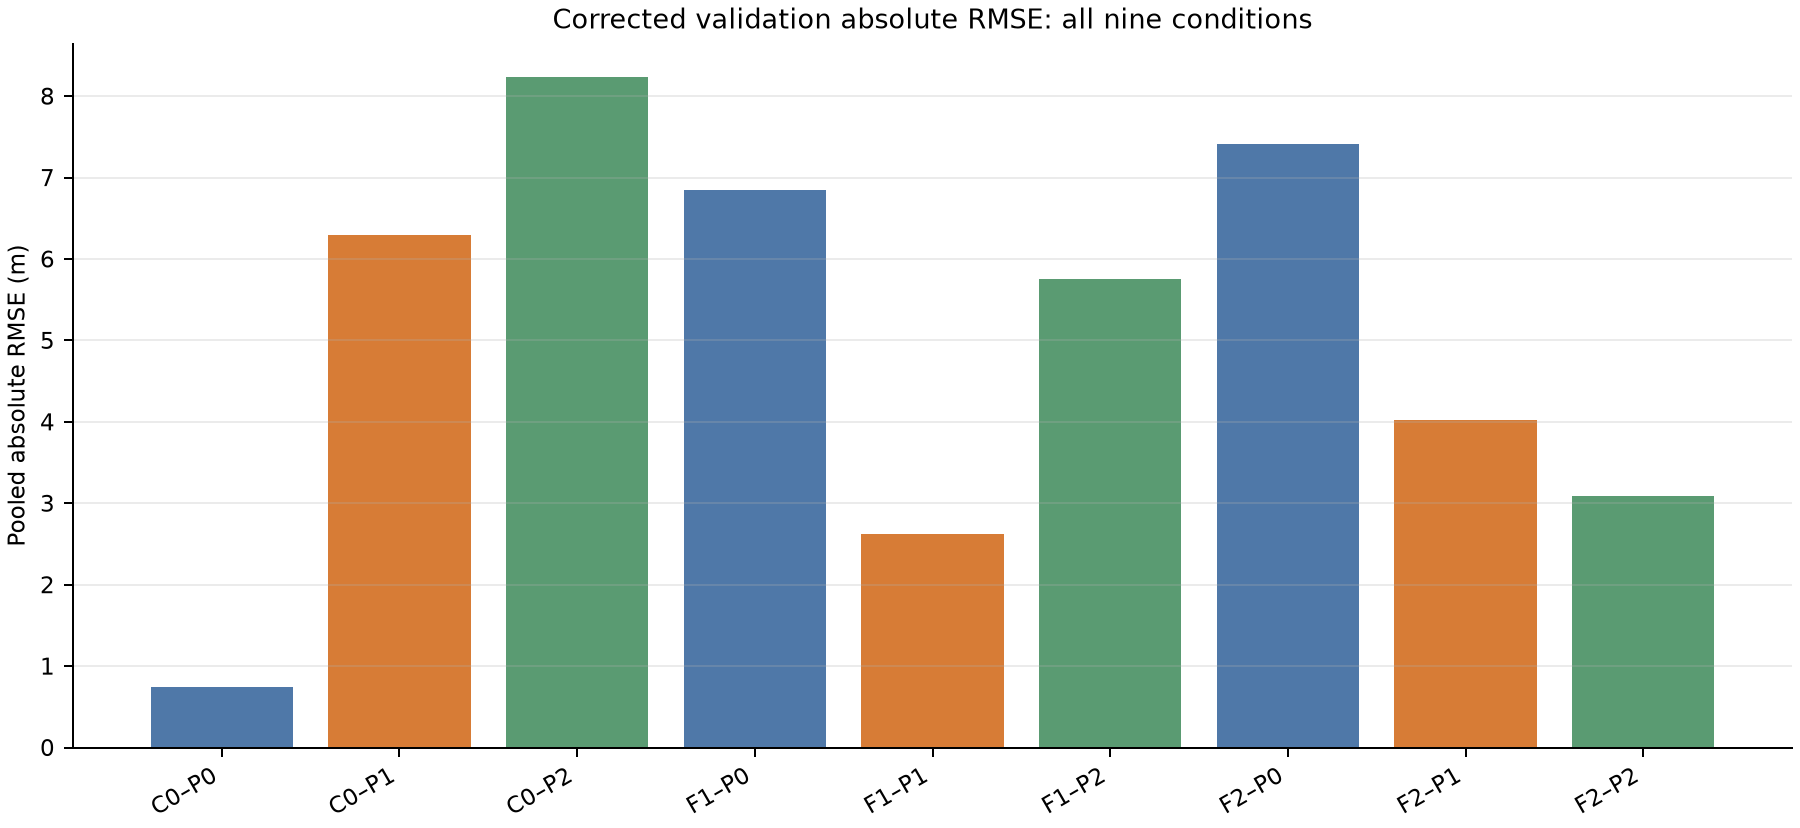 Corrected validation absolute RMSE: all nine conditions
Pooled absolute RMSE (m)
8
7
6
5
4
3
2
1
0
C0–P0
C0–P1
C0–P2
F1–P0
F1–P1
F1–P2
F2–P0
F2–P1
F2–P2